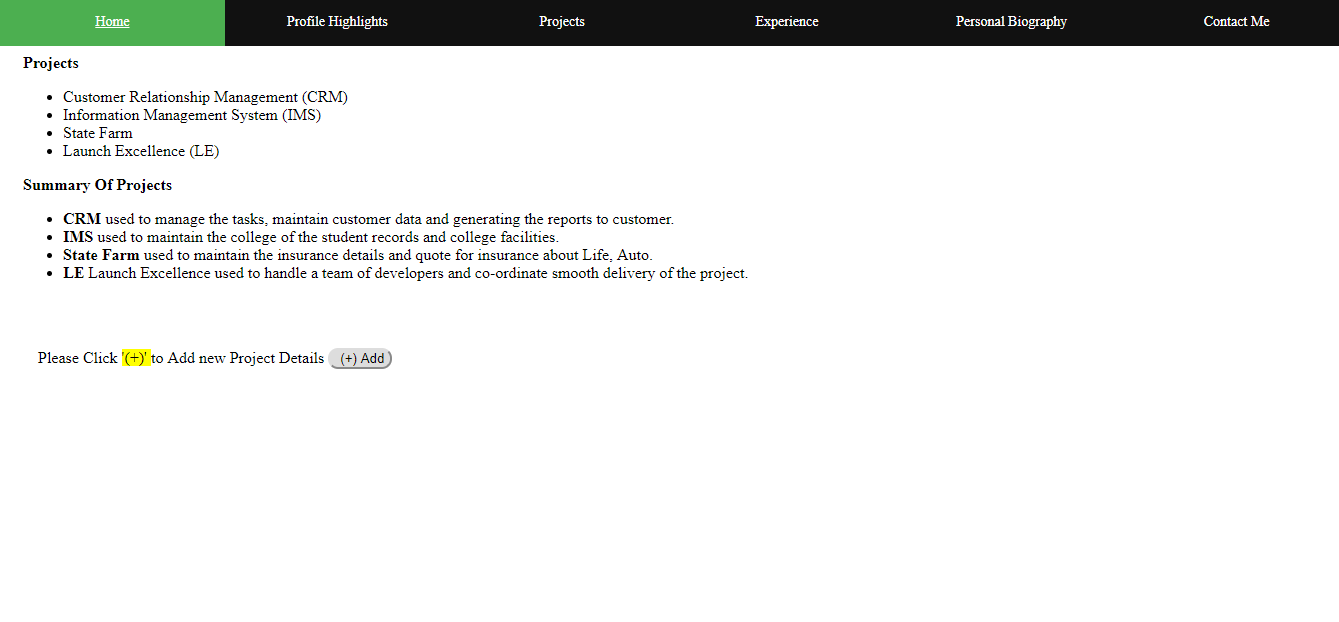 Home Profile Highlights Projects Experience Personal Biography Contact Me
Projects
Customer Relationship Management (CRM)
Information Management System (IMS)
State Farm
Launch Excellence (LE)
Summary Of Projects
CRM used to manage the tasks, maintain customer data and generating the reports to customer.
IMS used to maintain the college of the student records and college facilities.
State Farm used to maintain the insurance details and quote for insurance about Life, Auto.
LE Launch Excellence used to handle a team of developers and co-ordinate smooth delivery of the project.
Please Click '(+)' to Add new Project Details (+) Add